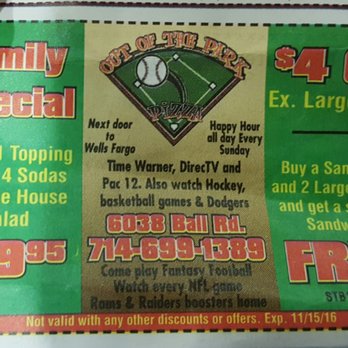 OUT OF THE PARK
PIZZA
Next door
to
Wells Fargo
Happy Hour
all day Every
Sunday
Time Warner, DirecTV and
Pac 12. Also watch Hockey,
basketball games & Dodgers
6038 Ball Rd.
714-699-1389
Come play Fantasy Football
Watch every NFL game
Rams & Raiders boosters home
mily
ecial
Topping
4 Sodas
e House
alad
9.95
$4
Ex. Large
Buy a San
and 2 Large
and get a s
Sandw
FR
STB
Not valid with any other discounts or offers. Exp. 11/15/16